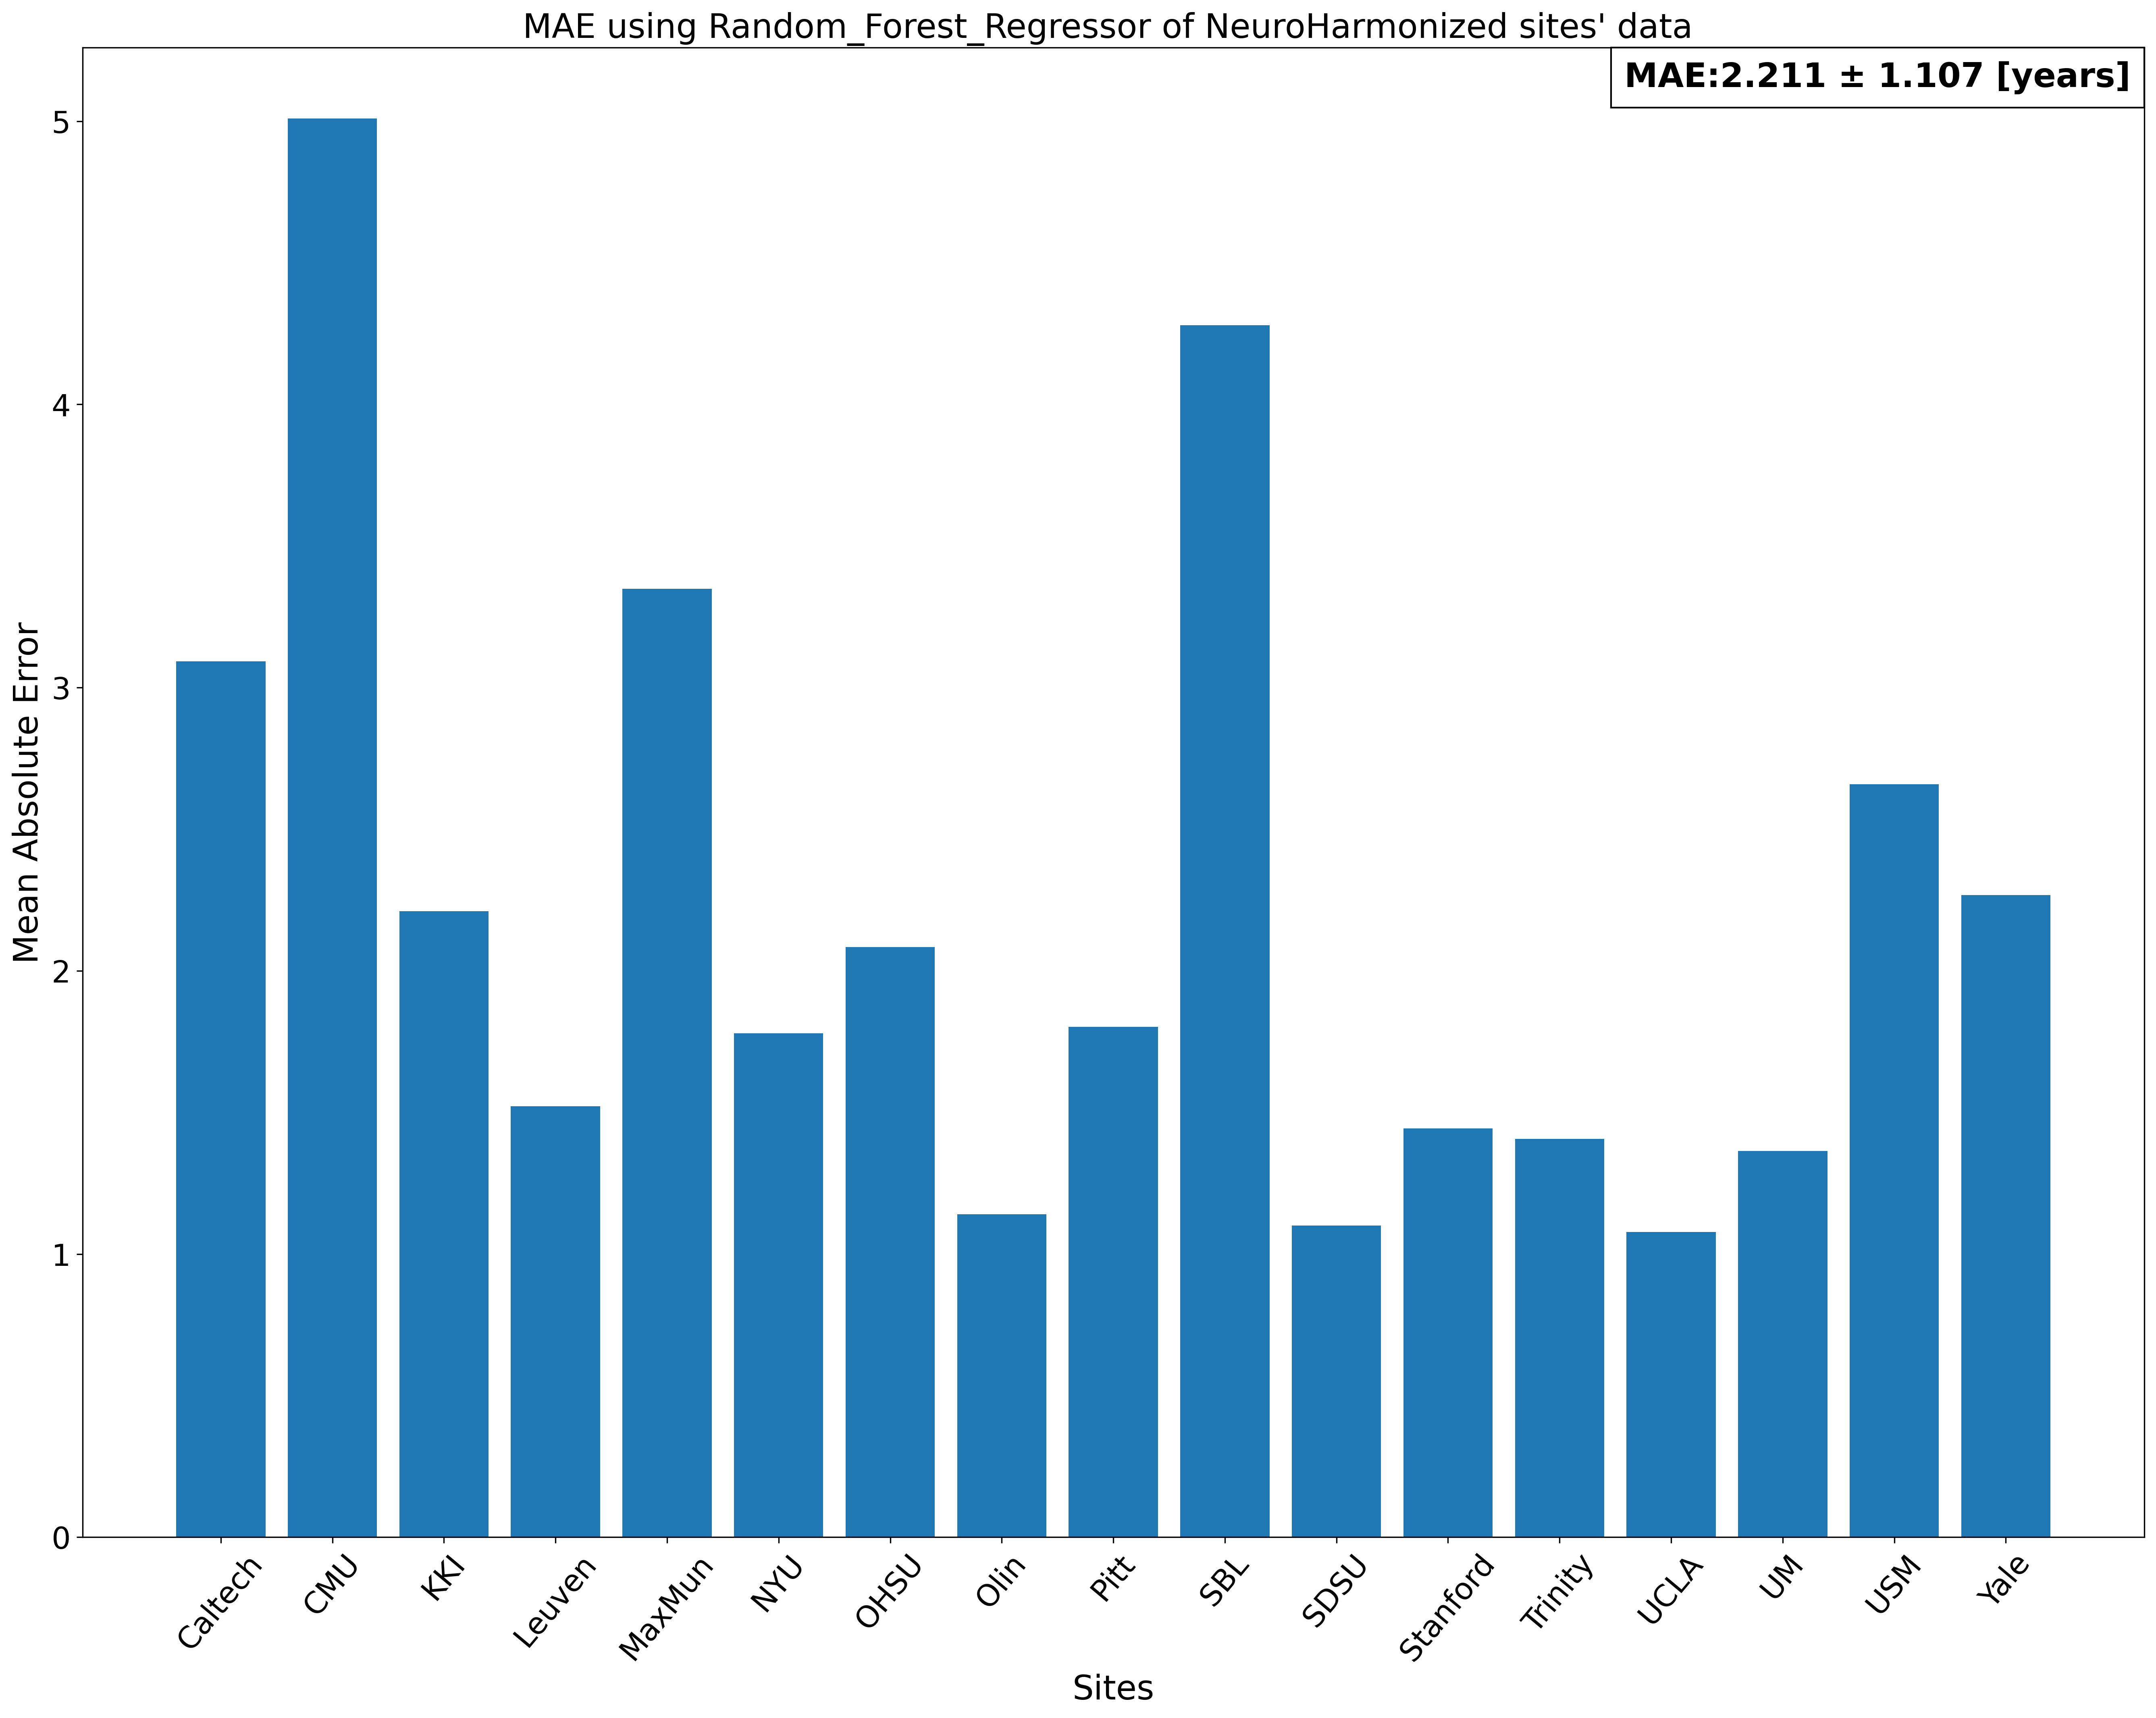 MAE using Random_Forest_Regressor of NeuroHarmonized sites' data
MAE:2.211 ± 1.107 [years]
Mean Absolute Error
5
4
3
2
1
0
Caltech
CMU
KKI
Leuven
MaxMun
NYU
OHSU
Olin
Pitt
SBL
SDSU
Stanford
Trinity
UCLA
UM
USM
Yale
Sites